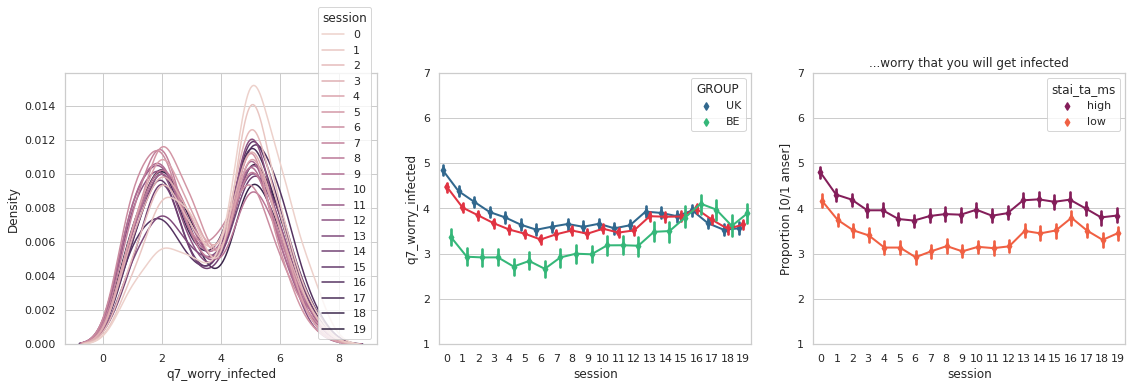 session
0
1
2
3
4
5
6
7
8
9
10
11
12
13
14
15
16
17
18
19
0.014
0.012
0.010
0.008
0.006
0.004
0.002
0.000
Density
0 2 4 6 8
q7_worry_infected
7
6
5
4
3
2
1
q7_worry_infected
GROUP
UK
BE
0 1 2 3 4 5 6 7 8 9 10 11 12 13 14 15 16 17 18 19
session
...worry that you will get infected
7
6
5
4
3
2
1
Proportion [0/1 anser]
stai_ta_ms
high
low
0 1 2 3 4 5 6 7 8 9 10 11 12 13 14 15 16 17 18 19
session